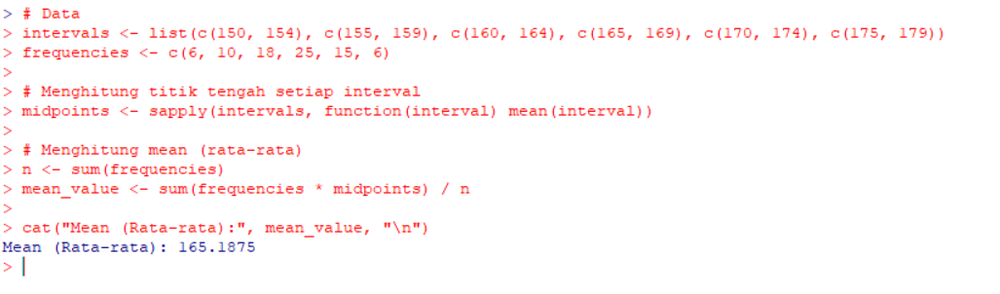 > # Data
> intervals <- list(c(150, 154), c(155, 159), c(160, 164), c(165, 169), c(170, 174), c(175, 179))
> frequencies <- c(6, 10, 18, 25, 15, 6)
>
> # Menghitung titik tengah setiap interval
> midpoints <- sapply(intervals, function(interval) mean(interval))
>
> # Menghitung mean (rata-rata)
> n <- sum(frequencies)
> mean_value <- sum(frequencies * midpoints) / n
>
> cat("Mean (Rata-rata):", mean_value, "\n")
Mean (Rata-rata): 165.1875
>